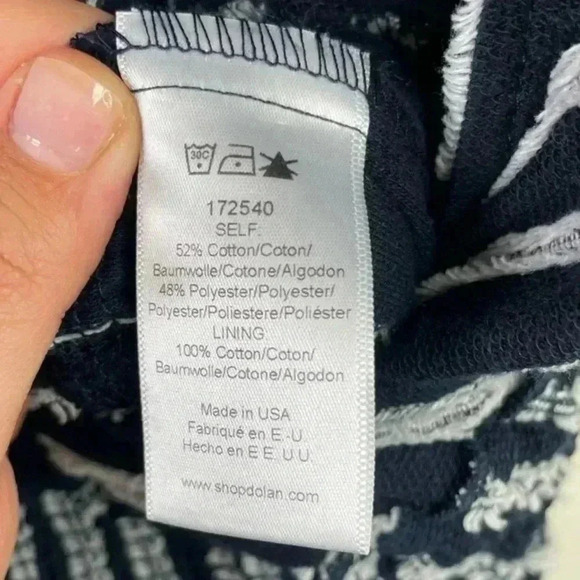 30C
172540
SELF:
52% Cotton/Coton/
Baumwolle/Cotone/Algodon
48% Polyester/Polyester/
Polyester/Poliestere/Poliéster
LINING
100% Cotton/Coton/
Baumwolle/Cotone/Algodon
Made in USA
Fabriqué en E.-U.
Hecho en E E. U U.
www.shopdolan.com